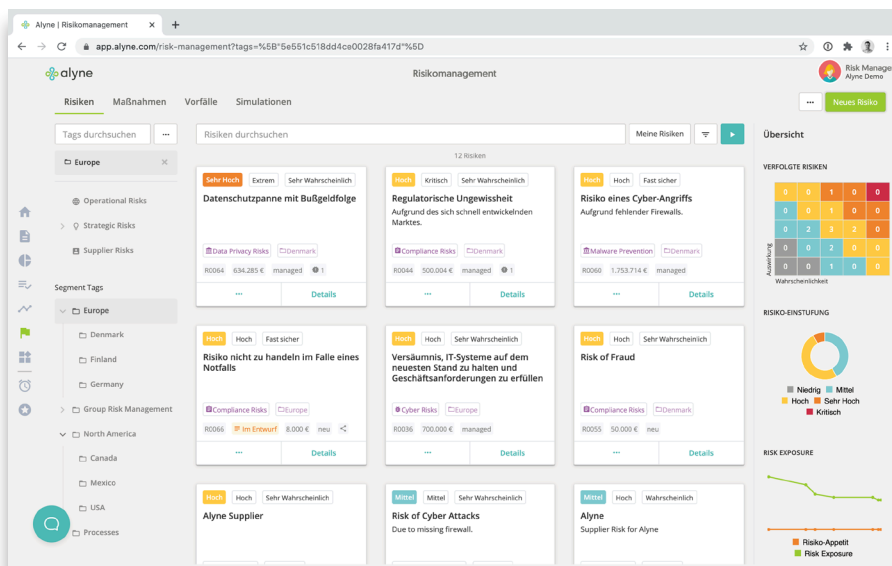 Alyne | Risikomanagement
app.alyne.com/risk-management?tags=%5B"5e551c518dd4ce0028fa417d"%5D
alyne
Risikomanagement
Risk Manage
Alyne Demo
Risiken Maßnahmen Vorfälle Simulationen
Neues Risiko
Tags durchsuchen
Risiken durchsuchen
Meine Risiken
Übersicht
Europe
Operational Risks
Strategic Risks
Supplier Risks
Segment Tags
Europe
Denmark
Finland
Germany
Group Risk Management
North America
Canada
Mexico
USA
Processes
12 Risiken
Sehr Hoch Extrem Sehr Wahrscheinlich
Datenschutzpanne mit Bußgeldfolge
Data Privacy Risks Denmark
R0064 634.285 € managed 1
Details
Hoch Kritisch Sehr Wahrscheinlich
Regulatorische Ungewissheit
Aufgrund des sich schnell entwickelnden
Marktes.
Compliance Risks Denmark
R0044 500.004 € managed 1
Details
Hoch Hoch Fast sicher
Risiko eines Cyber-Angriffs
Aufgrund fehlender Firewalls.
Malware Prevention Denmark
R0060 1.753.714 € managed
Details
Hoch Hoch Fast sicher
Risiko nicht zu handeln im Falle eines
Notfalls
Compliance Risks Europe
R0066 Im Entwurf 8.000 € neu
Details
Hoch Hoch Sehr Wahrscheinlich
Versäumnis, IT-Systeme auf dem
neuesten Stand zu halten und
Geschäftsanforderungen zu erfüllen
Cyber Risks Europe
R0036 700.000 € managed
Details
Hoch Hoch Sehr Wahrscheinlich
Risk of Fraud
Compliance Risks Denmark
R0055 50.000 € neu
Details
Hoch Hoch Sehr Wahrscheinlich
Alyne Supplier
Mittel Mittel Sehr Wahrscheinlich
Risk of Cyber Attacks
Due to missing firewall.
Mittel Hoch Wahrscheinlich
Alyne
Supplier Risk for Alyne
VERFOLGTE RISIKEN
0 0 1 0 0
0 0 1 0 0
0 2 3 2 0
0 0 2 0 0
0 0 1 0 0
Auswirkung
Wahrscheinlichkeit
RISIKO-EINSTUFUNG
Niedrig Mittel
Hoch Sehr Hoch
Kritisch
RISK EXPOSURE
Risiko-Appetit
Risk Exposure